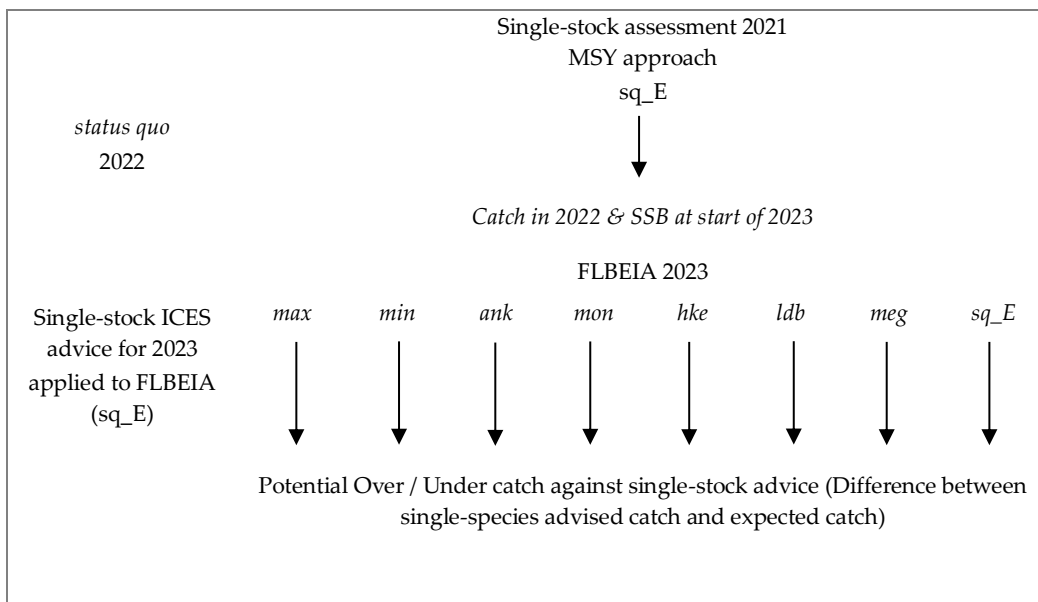 Single-stock assessment 2021
MSY approach
sq_E
status quo
2022
Catch in 2022 & SSB at start of 2023
FLBEIA 2023
Single-stock ICES
advice for 2023
applied to FLBEIA
(sq_E)
max min ank mon hke ldb meg sq_E
Potential Over / Under catch against single-stock advice (Difference between
single-species advised catch and expected catch)